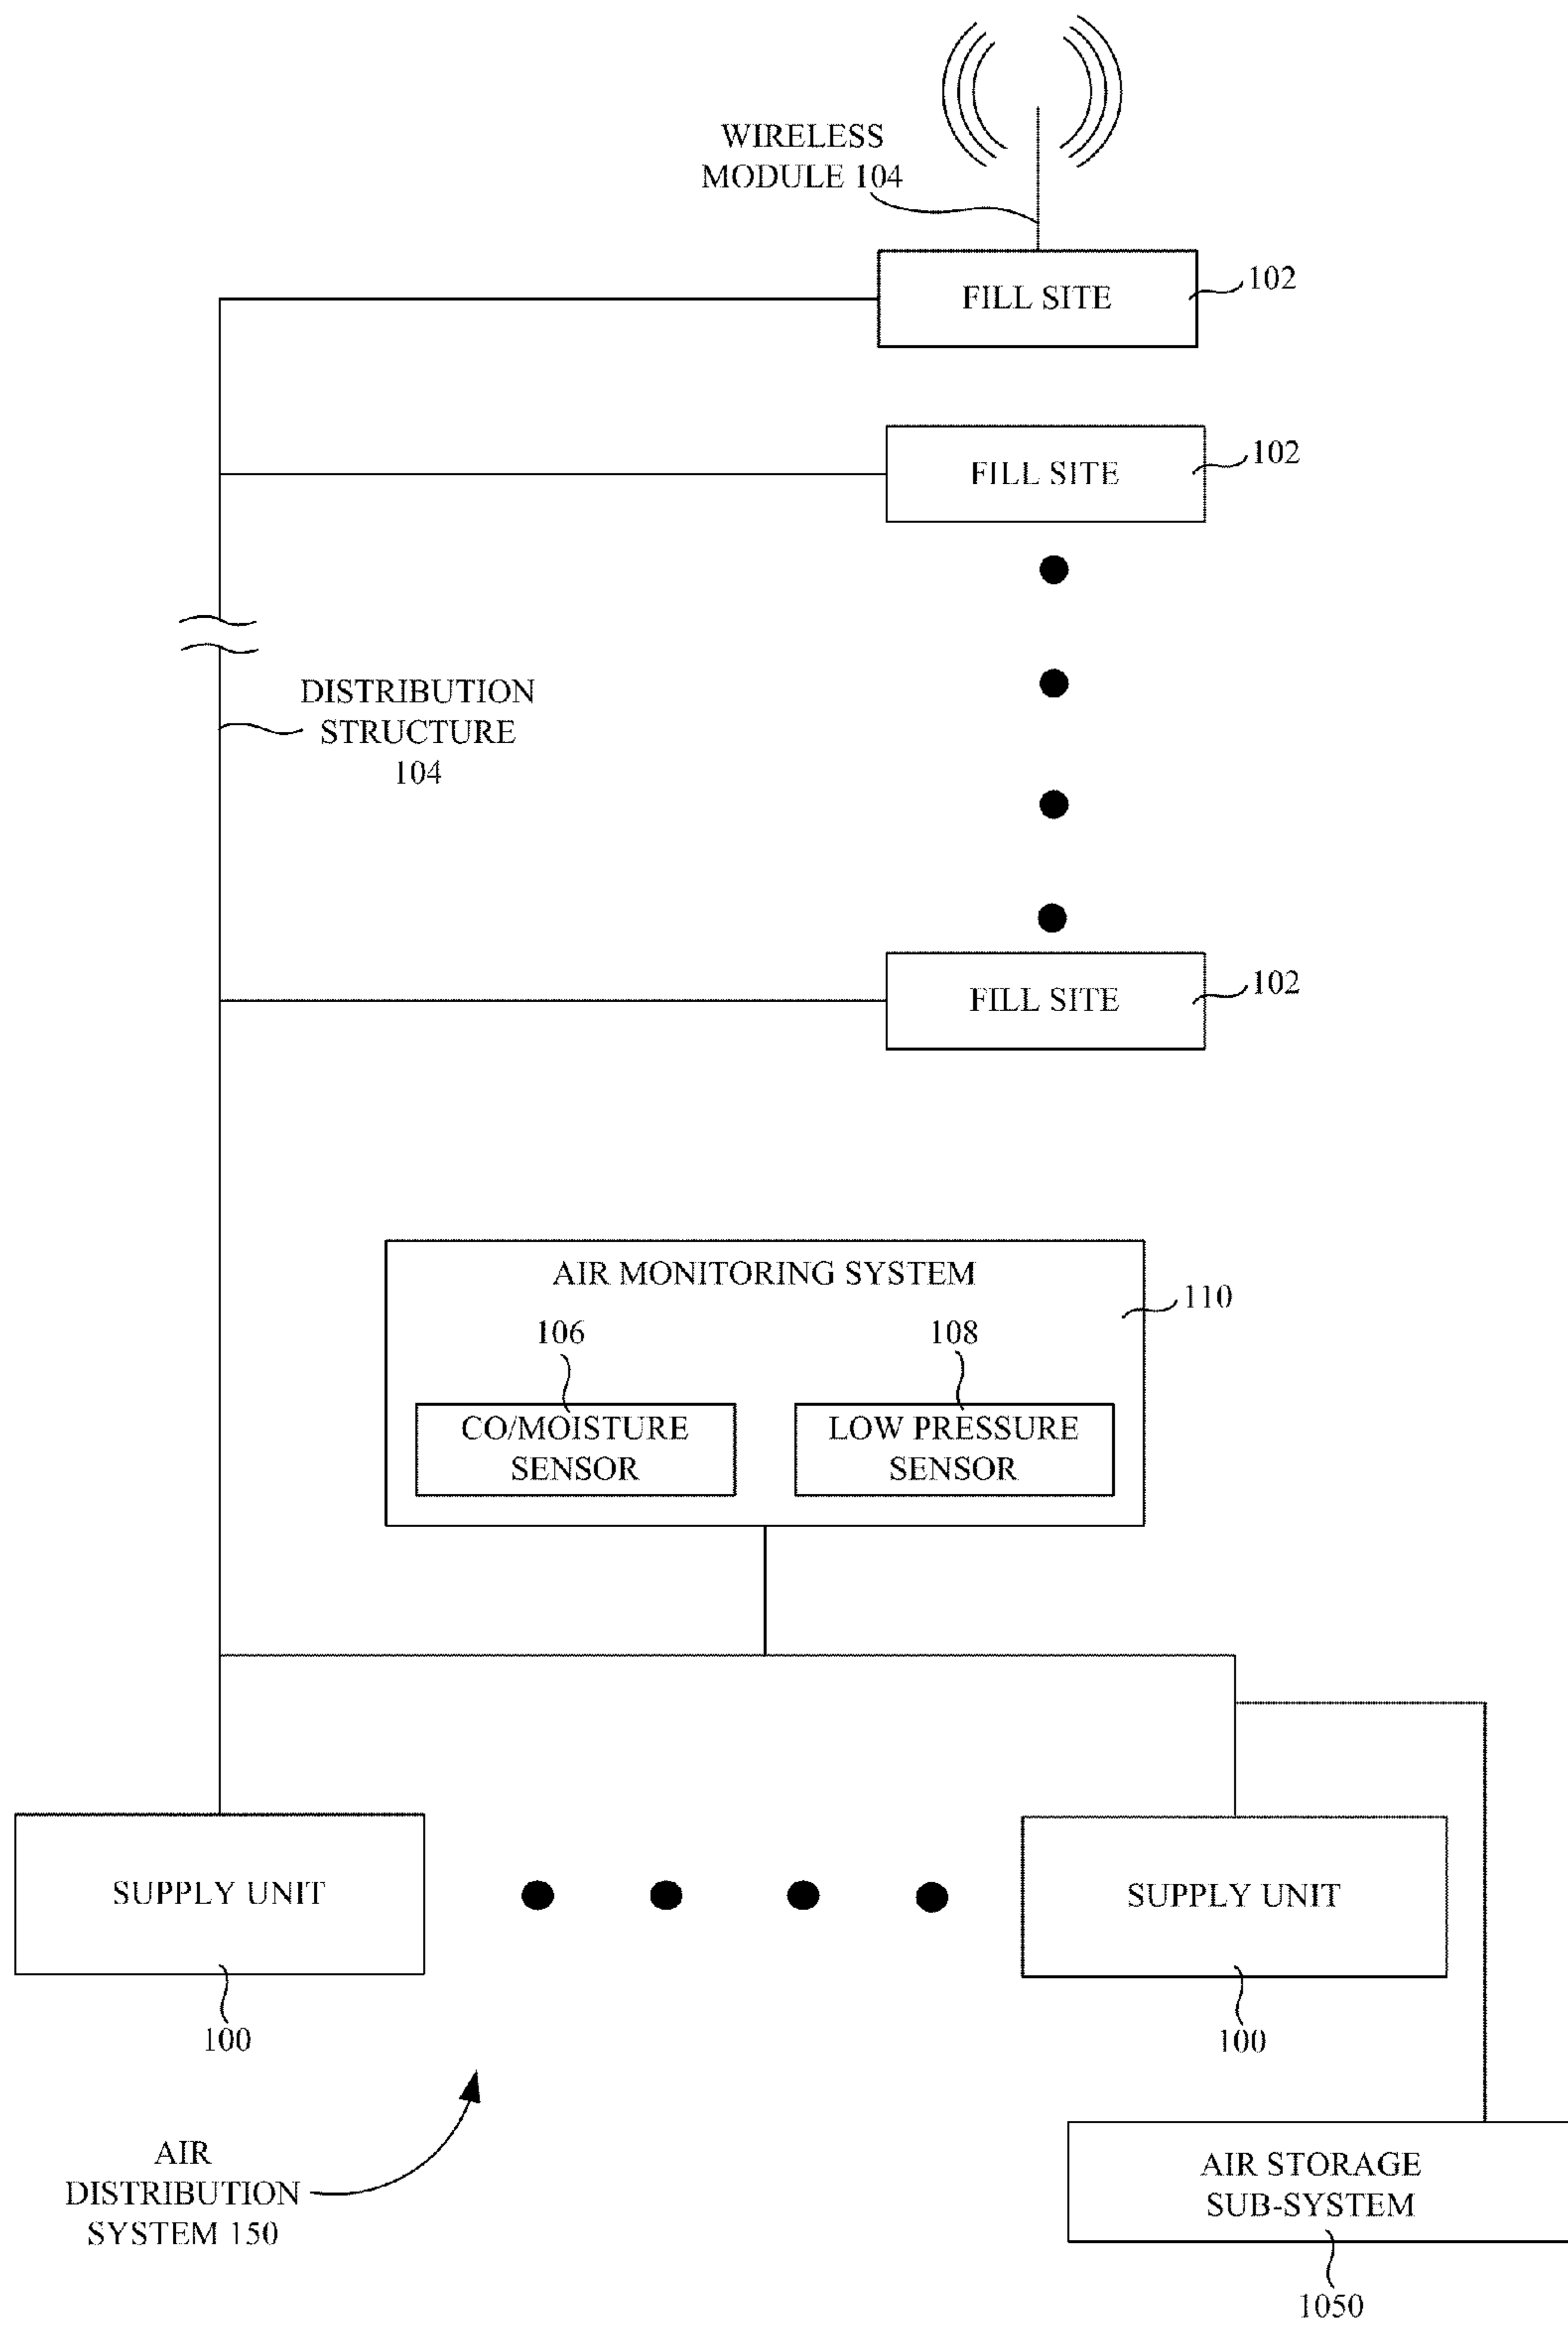 WIRELESS
MODULE 104
FILL SITE
102
FILL SITE
102
DISTRIBUTION
STRUCTURE
104
FILL SITE
102
AIR MONITORING SYSTEM
110
106
108
CO/MOISTURE
SENSOR
LOW PRESSURE
SENSOR
SUPPLY UNIT
100
SUPPLY UNIT
100
AIR
DISTRIBUTION
SYSTEM 150
AIR STORAGE
SUB-SYSTEM
1050